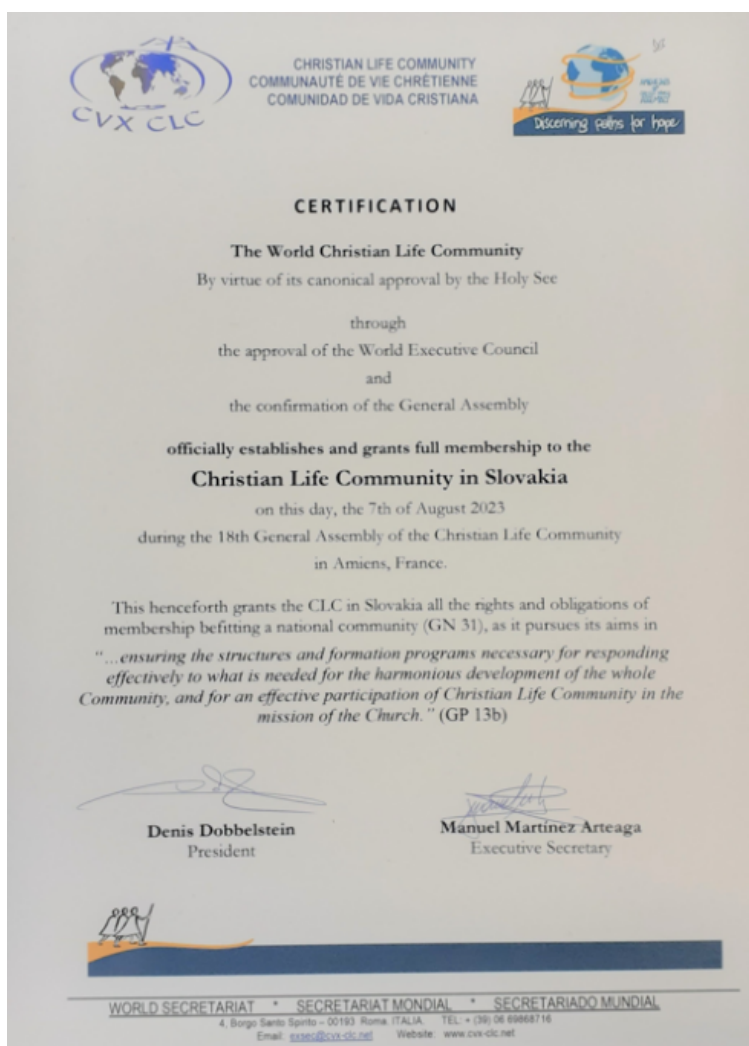 CHRISTIAN LIFE COMMUNITY
COMMUNAUTÉ DE VIE CHRÉTIENNE
COMUNIDAD DE VIDA CRISTIANA
CVX CLC
Discerning paths for hope
CERTIFICATION
The World Christian Life Community
By virtue of its canonical approval by the Holy See
through
the approval of the World Executive Council
and
the confirmation of the General Assembly
officially establishes and grants full membership to the
Christian Life Community in Slovakia
on this day, the 7th of August 2023
during the 18th General Assembly of the Christian Life Community
in Amiens, France.
This henceforth grants the CLC in Slovakia all the rights and obligations of
membership befitting a national community (GN 31), as it pursues its aims in
"...ensuring the structures and formation programs necessary for responding
effectively to what is needed for the harmonious development of the whole
Community, and for an effective participation of Christian Life Community in the
mission of the Church." (GP 13b)
Denis Dobbelstein
President
Manuel Martínez Arteaga
Executive Secretary
WORLD SECRETARIAT * SECRETARIAT MONDIAL * SECRETARIADO MUNDIAL
4, Borgo Santo Spirito – 00193 Roma. ITALIA. TEL: + (39) 06 69868716
Email: exsec@cvx-clc.net Website: www.cvx-clc.net